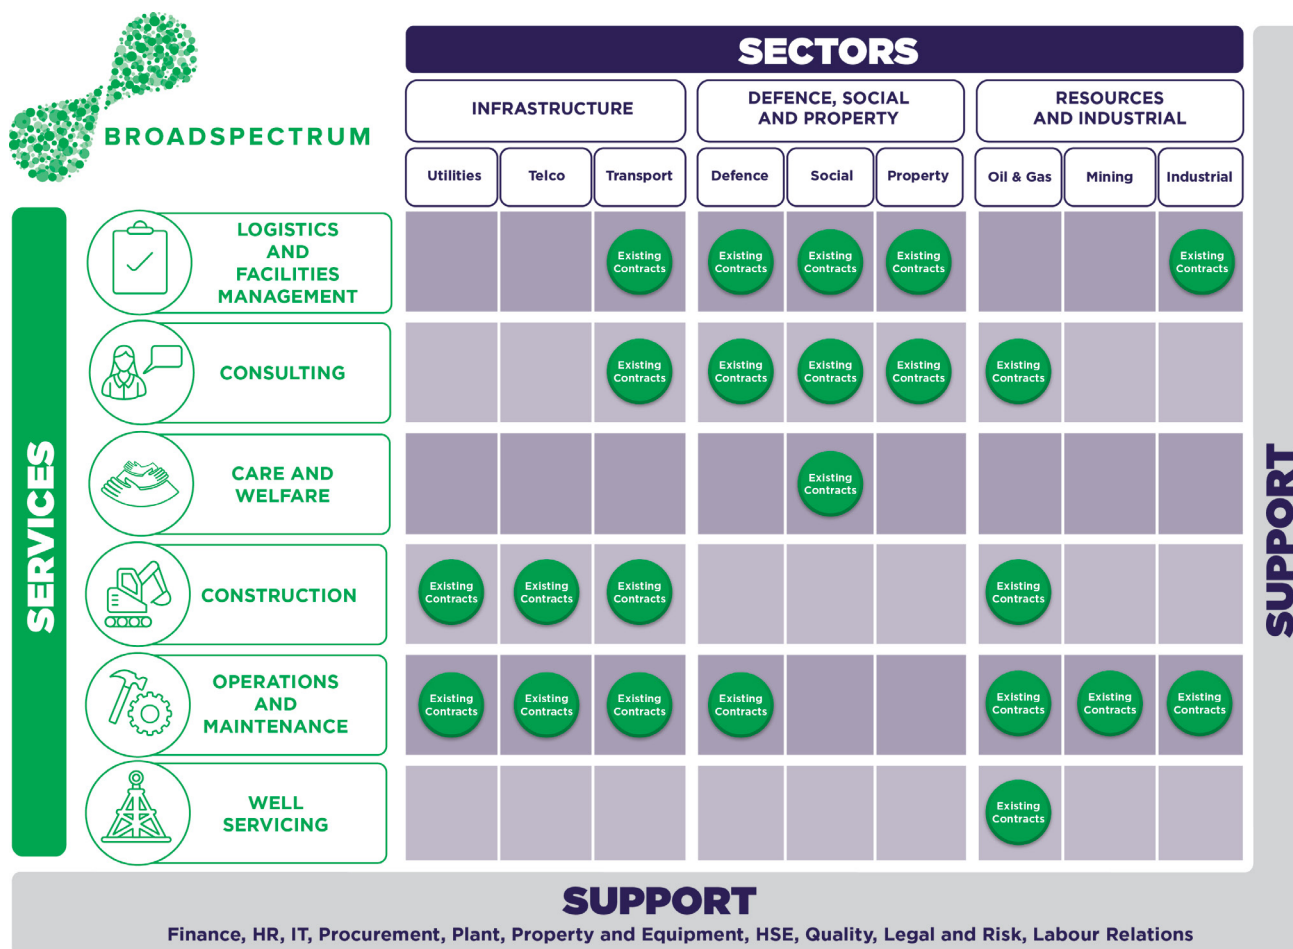 BROADSPECTRUM
SECTORS
INFRASTRUCTURE
DEFENCE, SOCIAL
AND PROPERTY
RESOURCES
AND INDUSTRIAL
Utilities
Telco
Transport
Defence
Social
Property
Oil & Gas
Mining
Industrial
SERVICES
LOGISTICS
AND
FACILITIES
MANAGEMENT
Existing
Contracts
Existing
Contracts
Existing
Contracts
Existing
Contracts
Existing
Contracts
CONSULTING
Existing
Contracts
Existing
Contracts
Existing
Contracts
Existing
Contracts
Existing
Contracts
CARE AND
WELFARE
Existing
Contracts
CONSTRUCTION
Existing
Contracts
Existing
Contracts
Existing
Contracts
Existing
Contracts
OPERATIONS
AND
MAINTENANCE
Existing
Contracts
Existing
Contracts
Existing
Contracts
Existing
Contracts
Existing
Contracts
Existing
Contracts
Existing
Contracts
WELL
SERVICING
Existing
Contracts
SUPPORT
SUPPORT
Finance, HR, IT, Procurement, Plant, Property and Equipment, HSE, Quality, Legal and Risk, Labour Relations